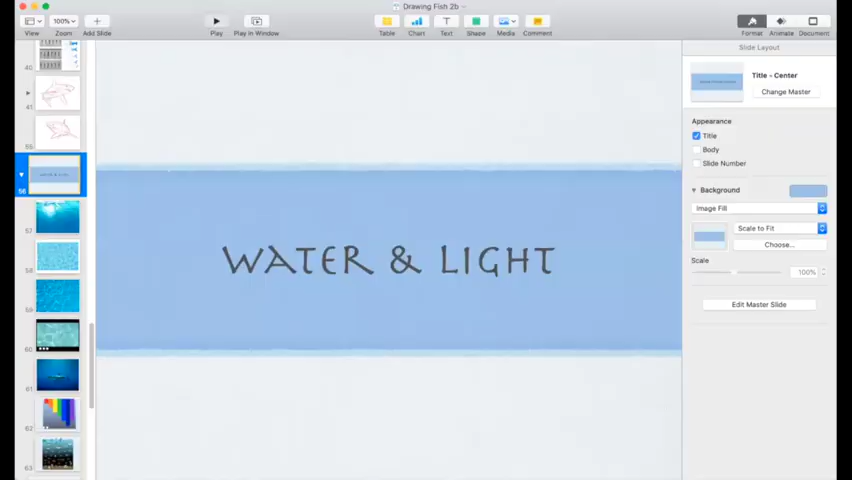 Drawing Fish 2b
View
100%
Zoom
Add Slide
Play
Play in Window
Table
Chart
Text
Shape
Media
Comment
Format
Animate
Document
Slide Layout
Title - Center
Change Master
Appearance
Title
Body
Slide Number
Background
Image Fill
Scale to Fit
Choose...
Scale
100%
Edit Master Slide
40
41
55
56
57
58
59
60
61
62
63
WATER & LIGHT
WATER & LIGHT